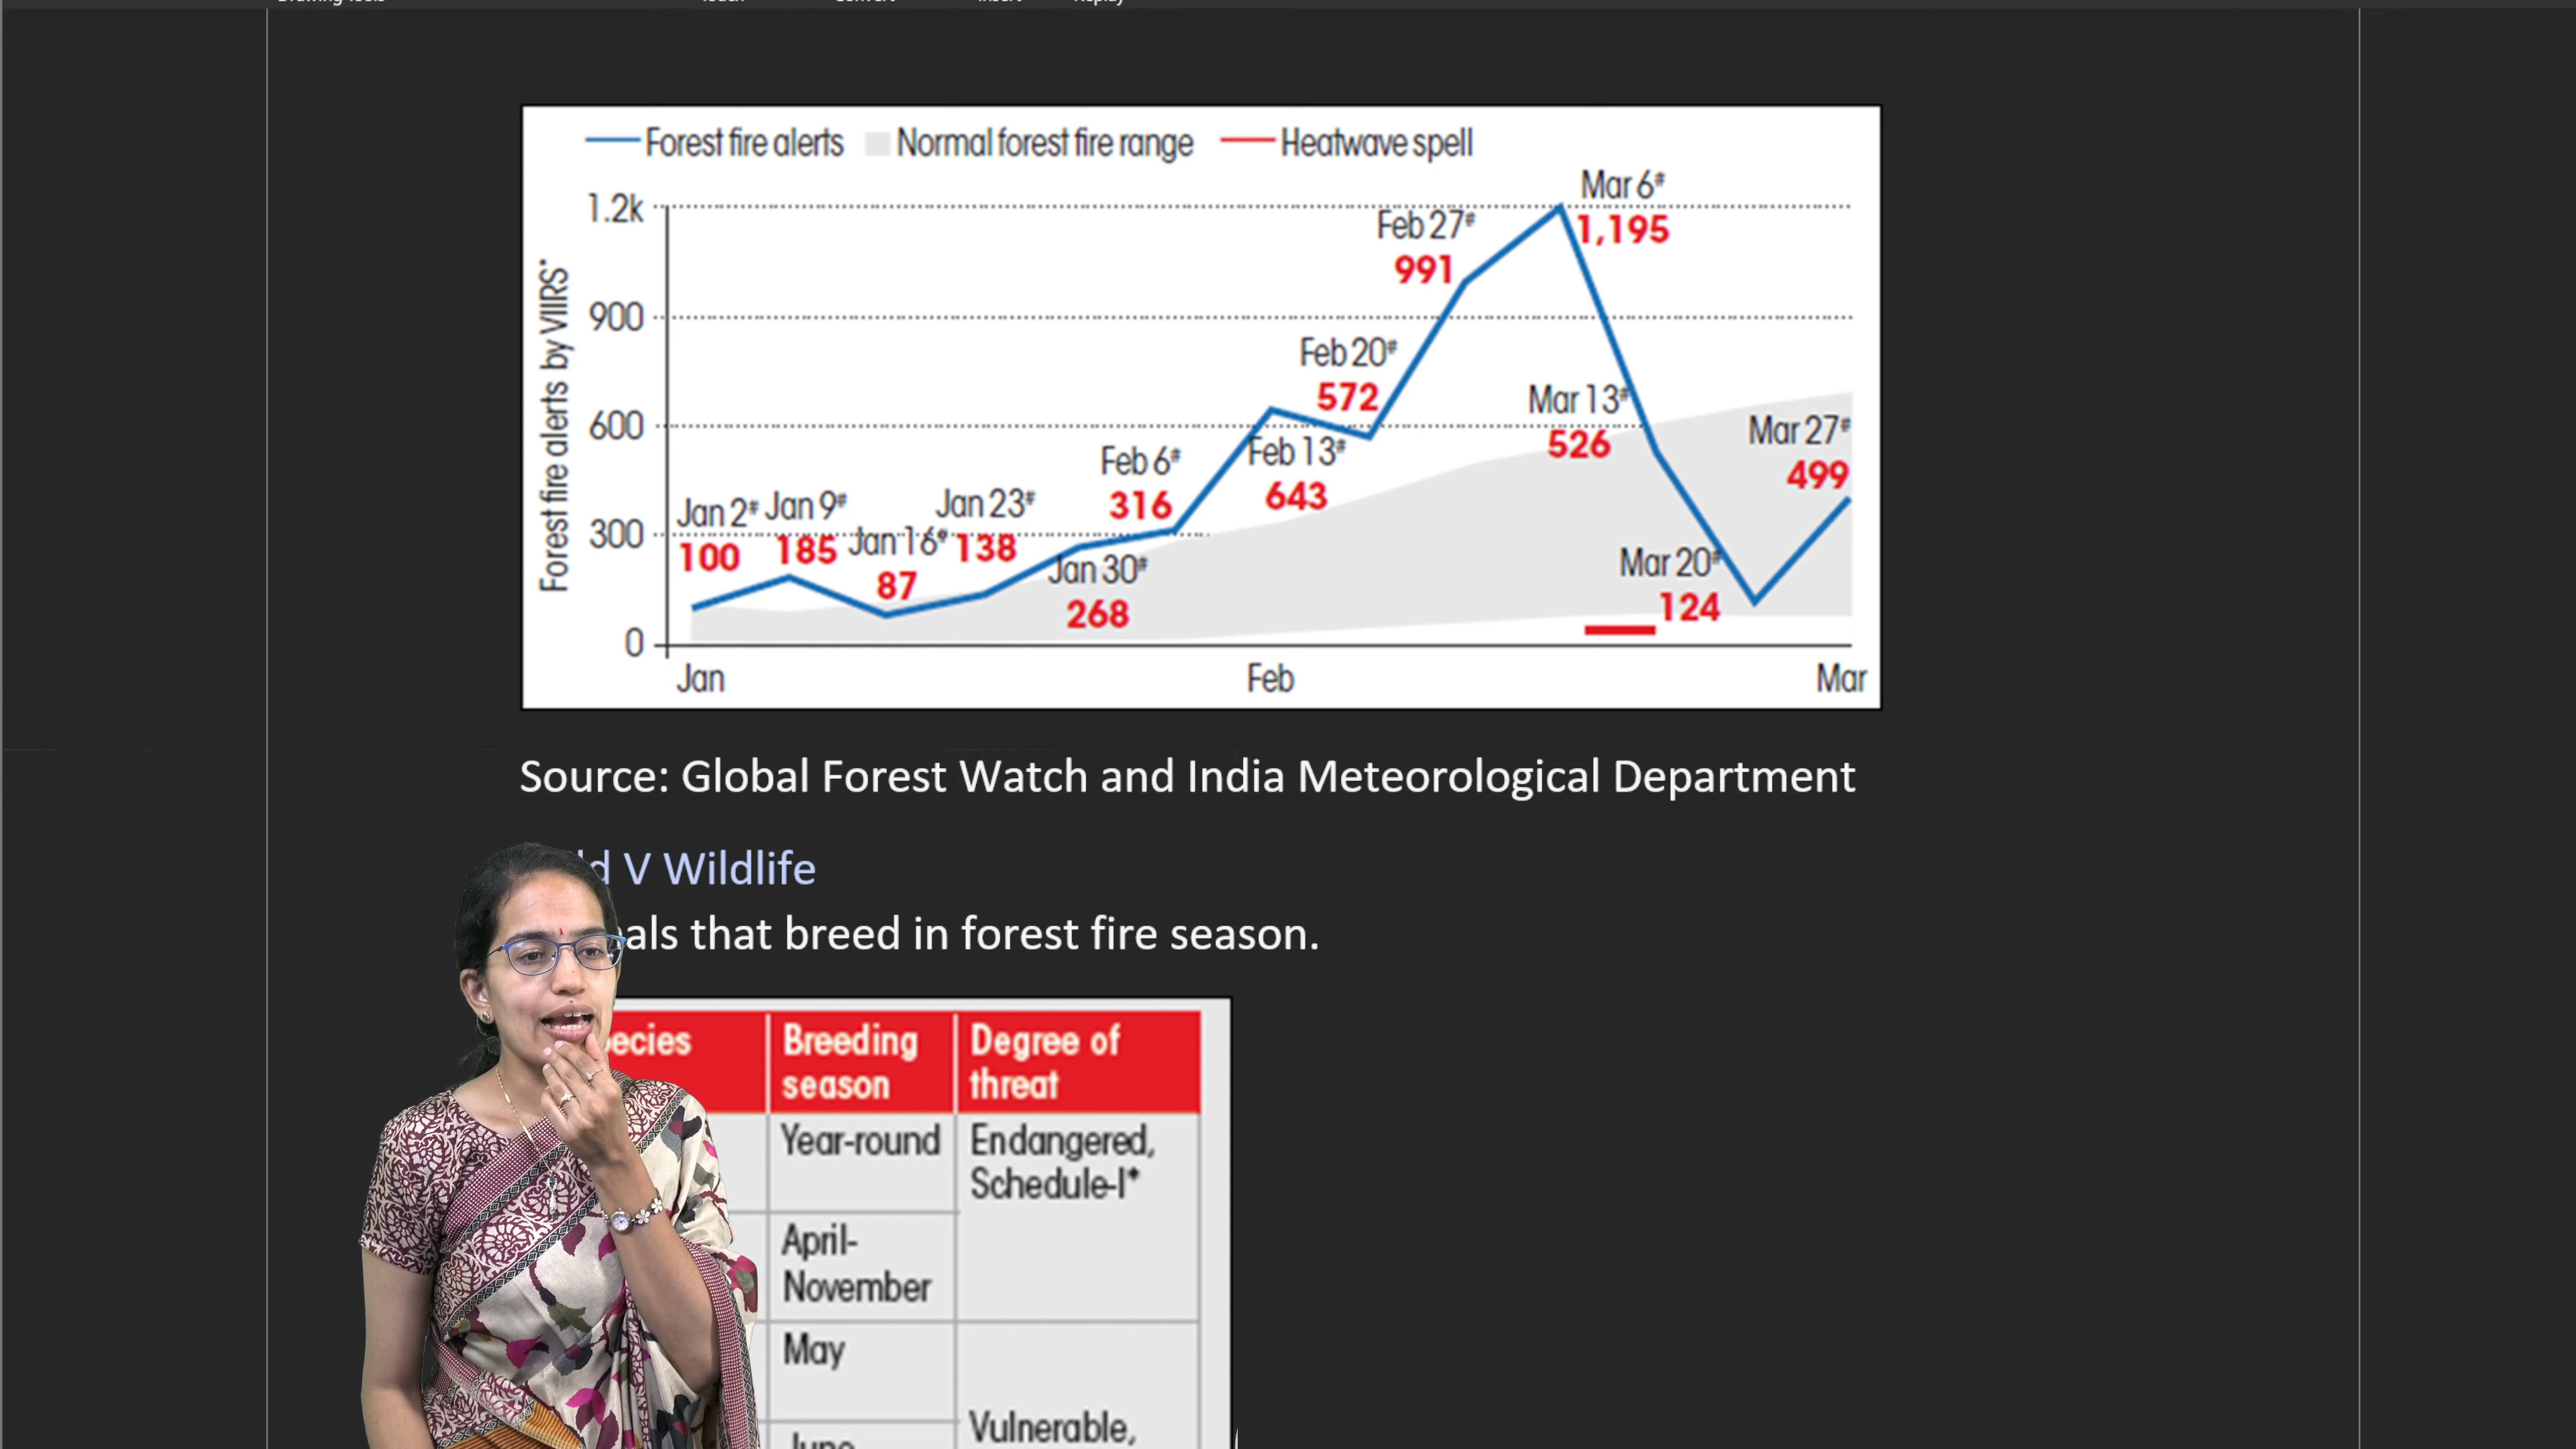 Forest fire alerts Normal forest fire range Heatwave spell
Forest fire alerts by VIIRS*
1.2k
900
600
300
0
Jan 2# 100
Jan 9# 185
Jan 16# 87
Jan 23# 138
Jan 30# 268
Feb 6# 316
Feb 13# 643
Feb 20# 572
Feb 27# 991
Mar 6# 1,195
Mar 13# 526
Mar 20# 124
Mar 27# 499
Jan Feb Mar
Source: Global Forest Watch and India Meteorological Department
V Wildlife
that breed in forest fire season.
Breeding season
Degree of threat
Year-round
Endangered, Schedule-I*
April-
November
May
Vulnerable,